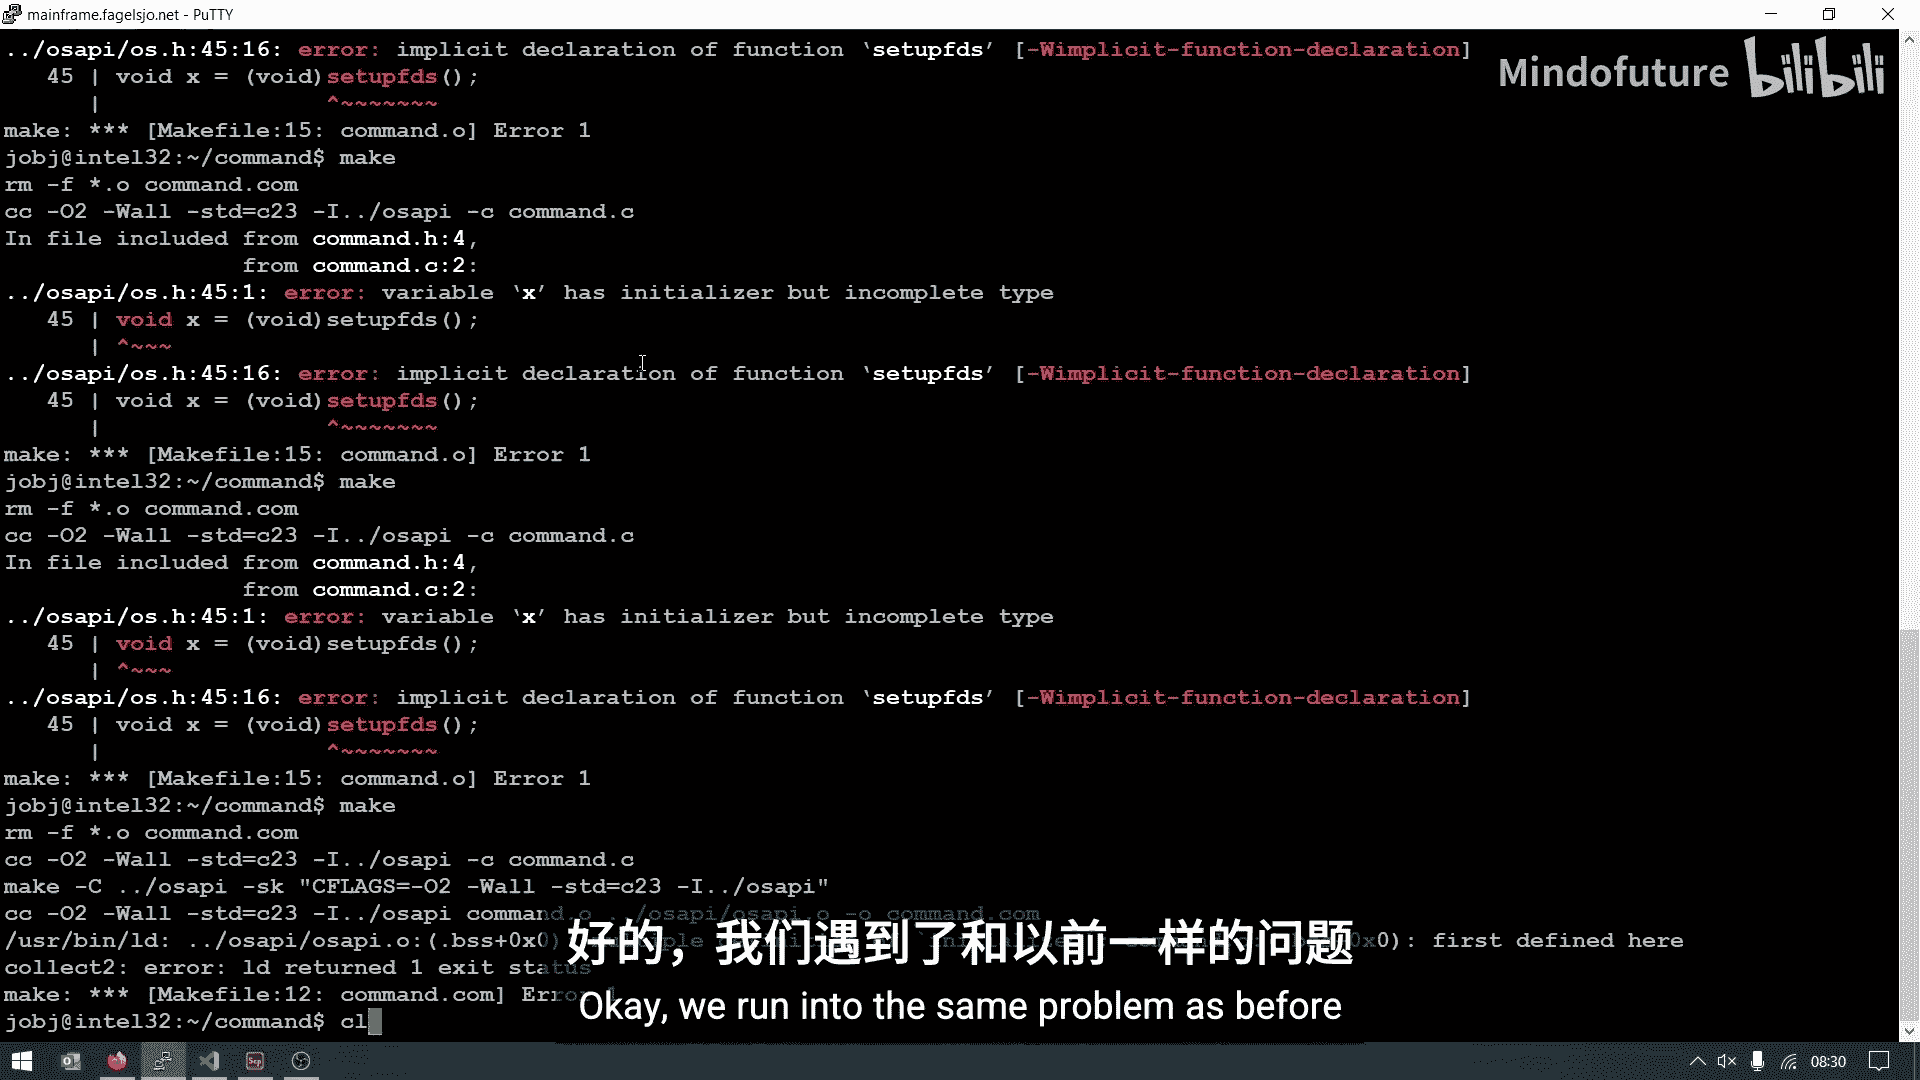 mainframe.fagelsjo.net - PuTTY
../osapi/os.h:45:16: error: implicit declaration of function ‘setupfds’ [-Wimplicit-function-declaration]
45 | void x = (void)setupfds();
| ^~~~~~~~
Mindofuture bilibili
make: *** [Makefile:15: command.o] Error 1
jobj@intel32:~/command$ make
rm -f *.o command.com
cc -O2 -Wall -std=c23 -I../osapi -c command.c
In file included from command.h:4,
from command.c:2:
../osapi/os.h:45:1: error: variable ‘x’ has initializer but incomplete type
45 | void x = (void)setupfds();
| ^~~~
../osapi/os.h:45:16: error: implicit declaration of function ‘setupfds’ [-Wimplicit-function-declaration]
45 | void x = (void)setupfds();
| ^~~~~~~~
make: *** [Makefile:15: command.o] Error 1
jobj@intel32:~/command$ make
rm -f *.o command.com
cc -O2 -Wall -std=c23 -I../osapi -c command.c
In file included from command.h:4,
from command.c:2:
../osapi/os.h:45:1: error: variable ‘x’ has initializer but incomplete type
45 | void x = (void)setupfds();
| ^~~~
../osapi/os.h:45:16: error: implicit declaration of function ‘setupfds’ [-Wimplicit-function-declaration]
45 | void x = (void)setupfds();
| ^~~~~~~~
make: *** [Makefile:15: command.o] Error 1
jobj@intel32:~/command$ make
rm -f *.o command.com
cc -O2 -Wall -std=c23 -I../osapi -c command.c
make -C ../osapi -sk "CFLAGS=-O2 -Wall -std=c23 -I../osapi"
cc -O2 -Wall -std=c23 -I../osapi command.o ../osapi/osapi.o -o command.com
/usr/bin/ld: ../osapi/osapi.o:(.bss+0x0) first defined here
collect2: error: ld returned 1 exit status
make: *** [Makefile:12: command.com] Error 1
jobj@intel32:~/command$ cl
好的，我们遇到了和以前一样的问题
Okay, we run into the same problem as before
08:30